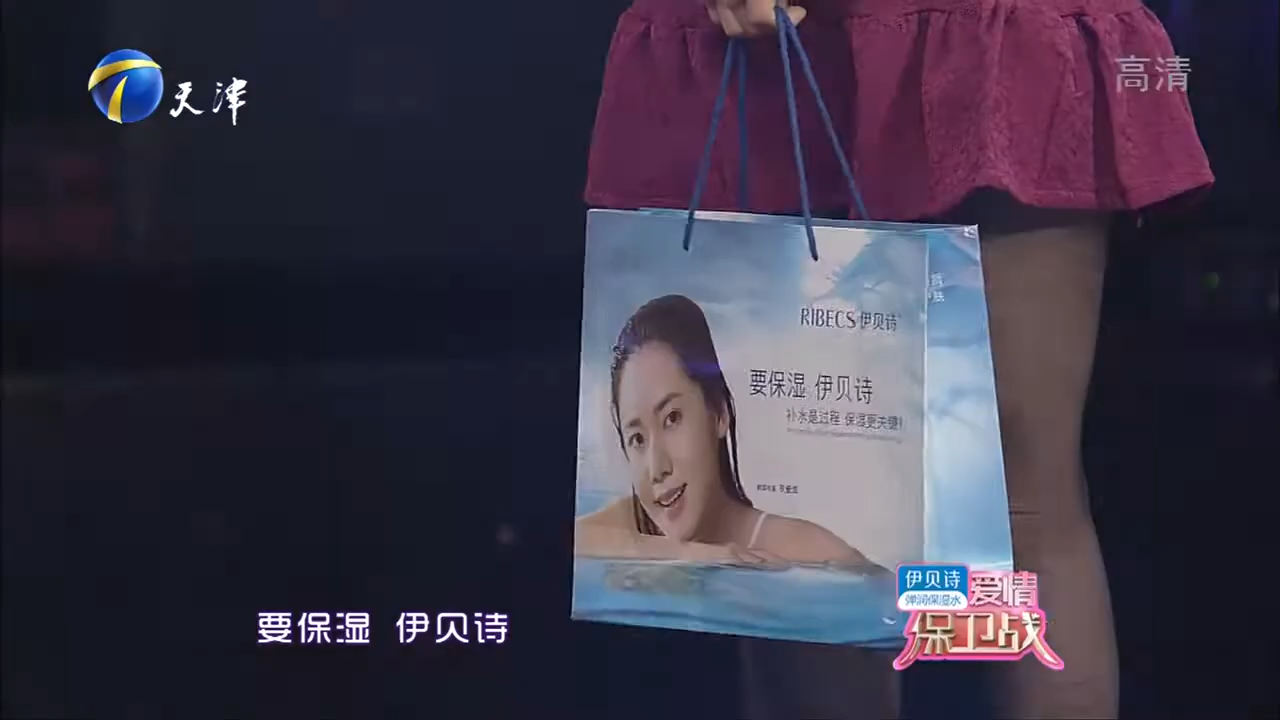 天津
高清
RIBECS 伊贝诗
要保湿 伊贝诗
补水是过程 保湿更关键!
伊贝诗
弹润保湿水
爱情
保卫战
要保湿 伊贝诗